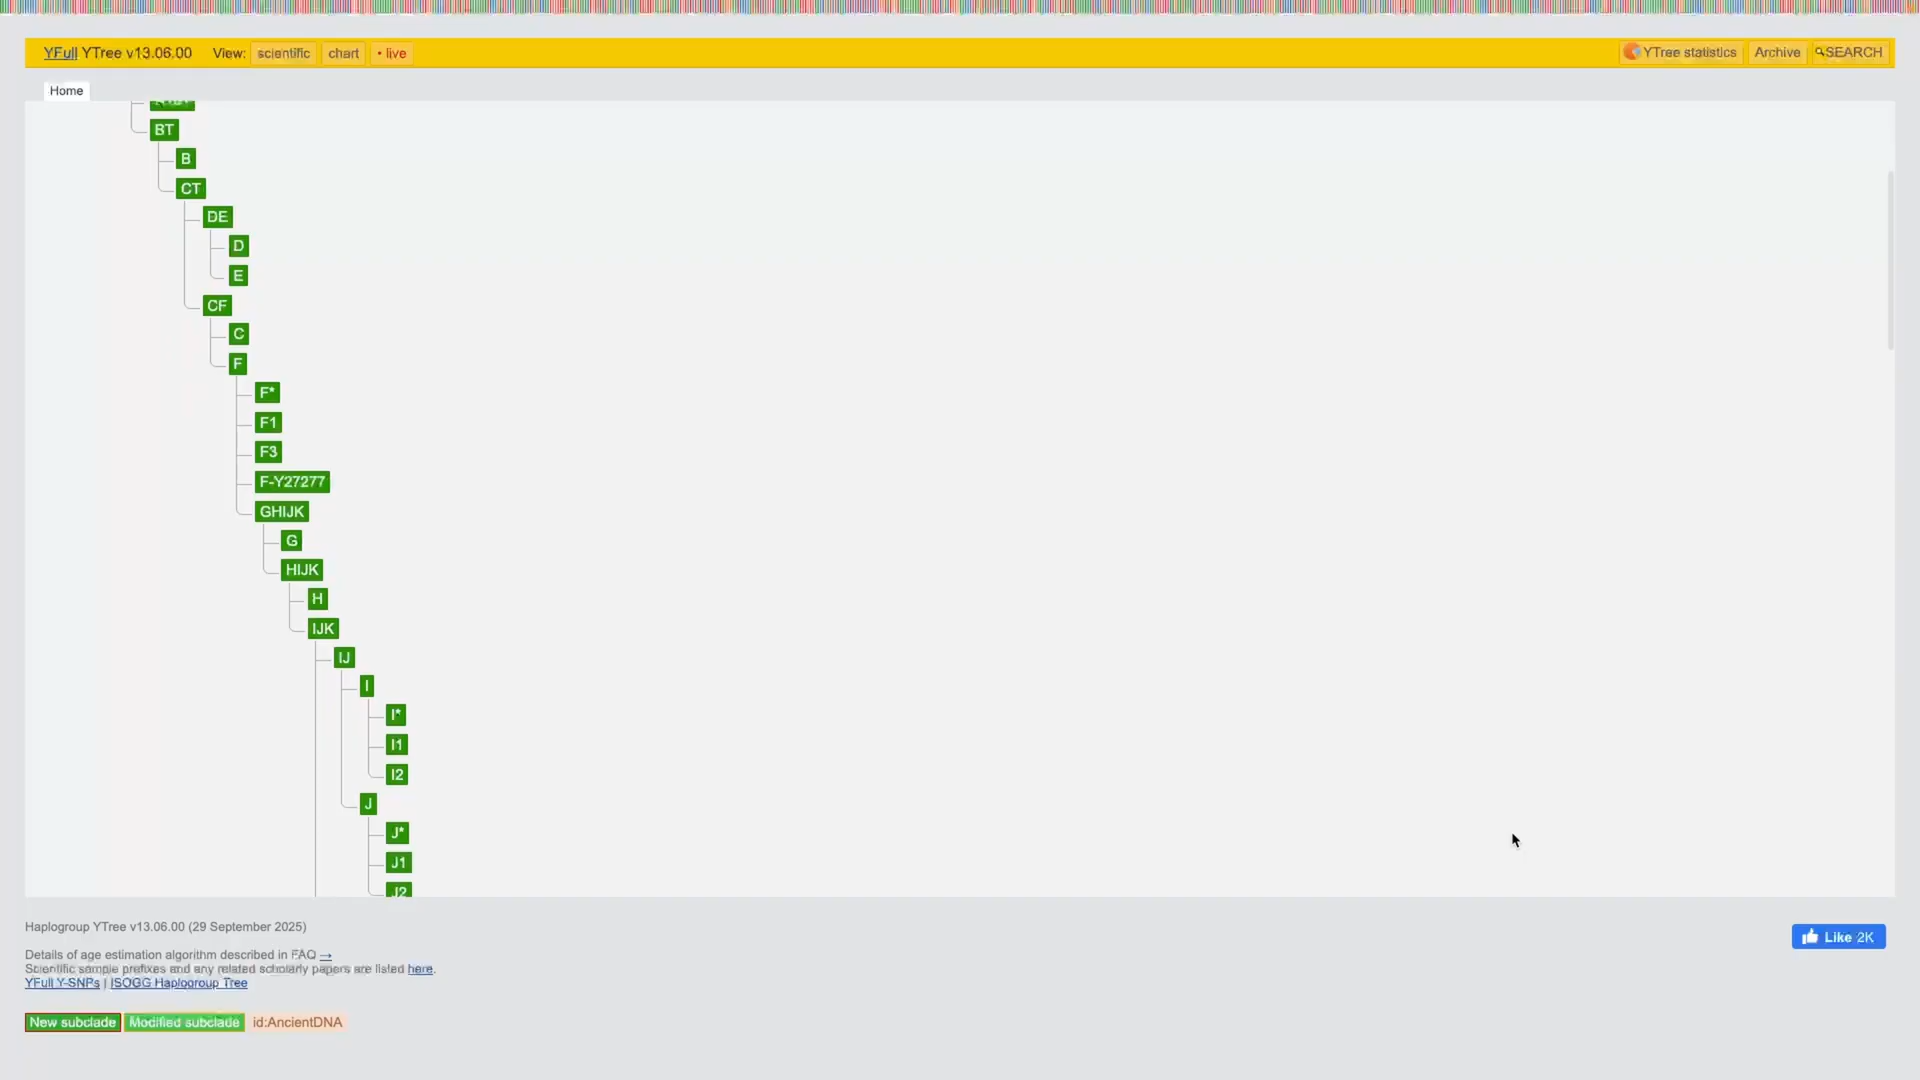 YFull YTree v13.06.00 View: scientific chart • live YTree statistics Archive SEARCH
Home
BT
B
CT
DE
D
E
CF
C
F
F*
F1
F3
F-Y27277
GHIJK
G
HIJK
H
IJK
IJ
I
I*
I1
I2
J
J*
J1
J2
Haplogroup YTree v13.06.00 (29 September 2025)
Like 2K
Details of age estimation algorithm described in FAQ →
Scientific sample prefixes and any related scholarly papers are listed here.
YFull Y-SNPs | ISOGG Haplogroup Tree
New subclade Modified subclade id:AncientDNA